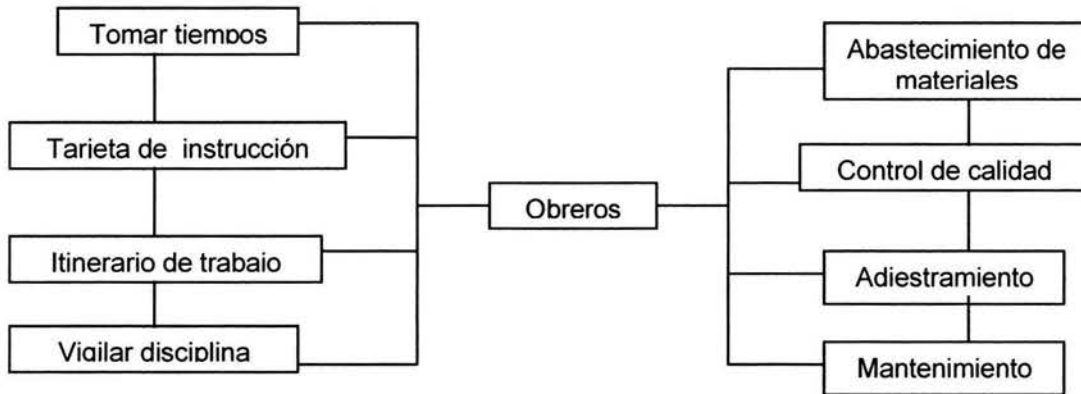 Tomar tiempos
Tarjeta de instrucción
Itinerario de trabajo
Vigilar disciplina
Obreros
Abastecimiento de
materiales
Control de calidad
Adiestramiento
Mantenimiento